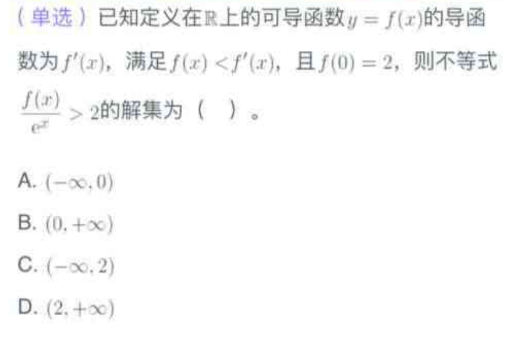 （单选）已知定义在ℝ上的可导函数y = f(x)的导函
数为f′(x)，满足f(x) < f′(x)，且f(0) = 2，则不等式
f(x)/eˣ > 2的解集为（　）。
A. (−∞, 0)
B. (0, +∞)
C. (−∞, 2)
D. (2, +∞)